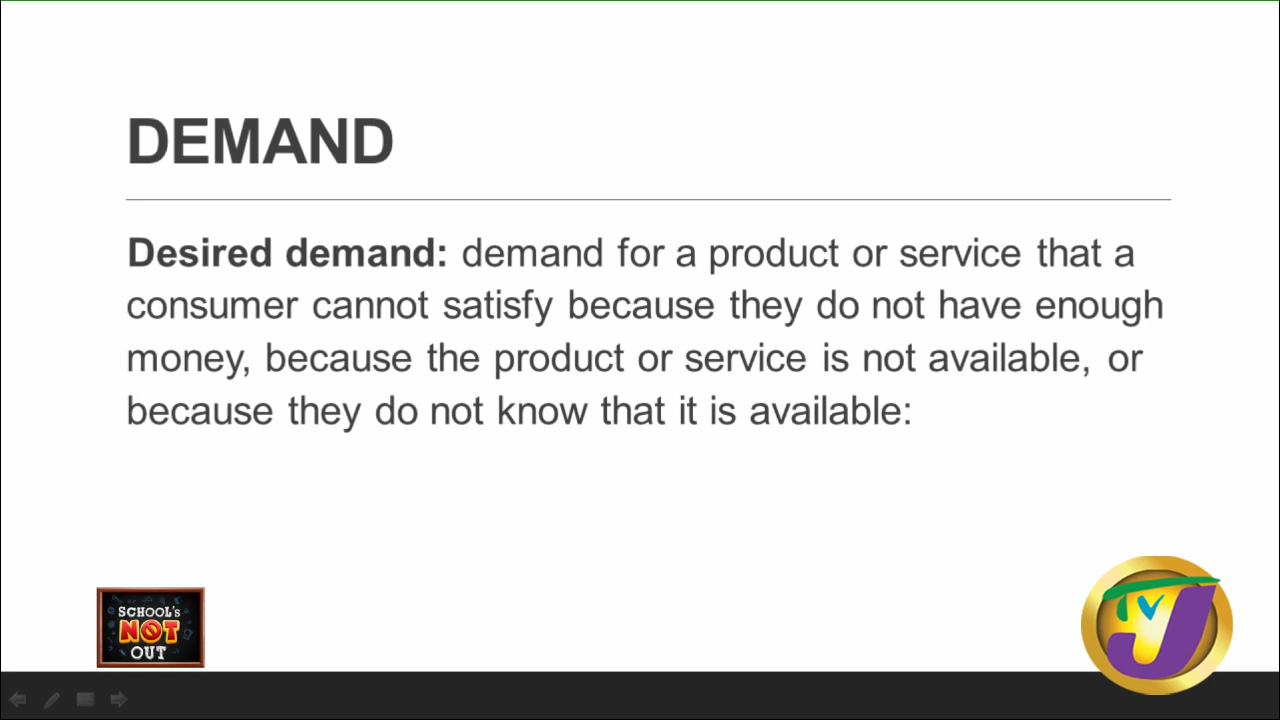 DEMAND
Desired demand: demand for a product or service that a
consumer cannot satisfy because they do not have enough
money, because the product or service is not available, or
because they do not know that it is available:
SCHOOL'S
NOT
OUT
TVJ